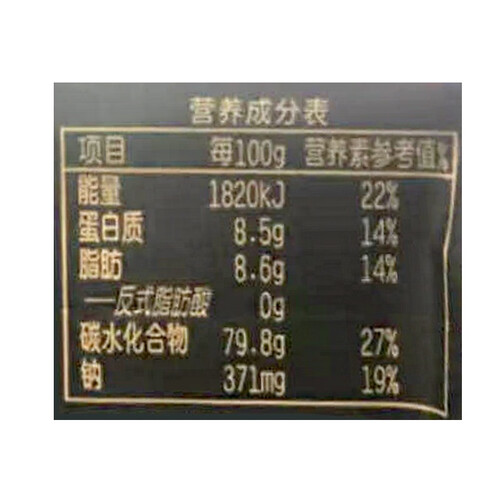 营养成分表
项目 每100g 营养素参考值%
能量 1820kJ 22%
蛋白质 8.5g 14%
脂肪 8.6g 14%
——反式脂肪酸 0g
碳水化合物 79.8g 27%
钠 371mg 19%